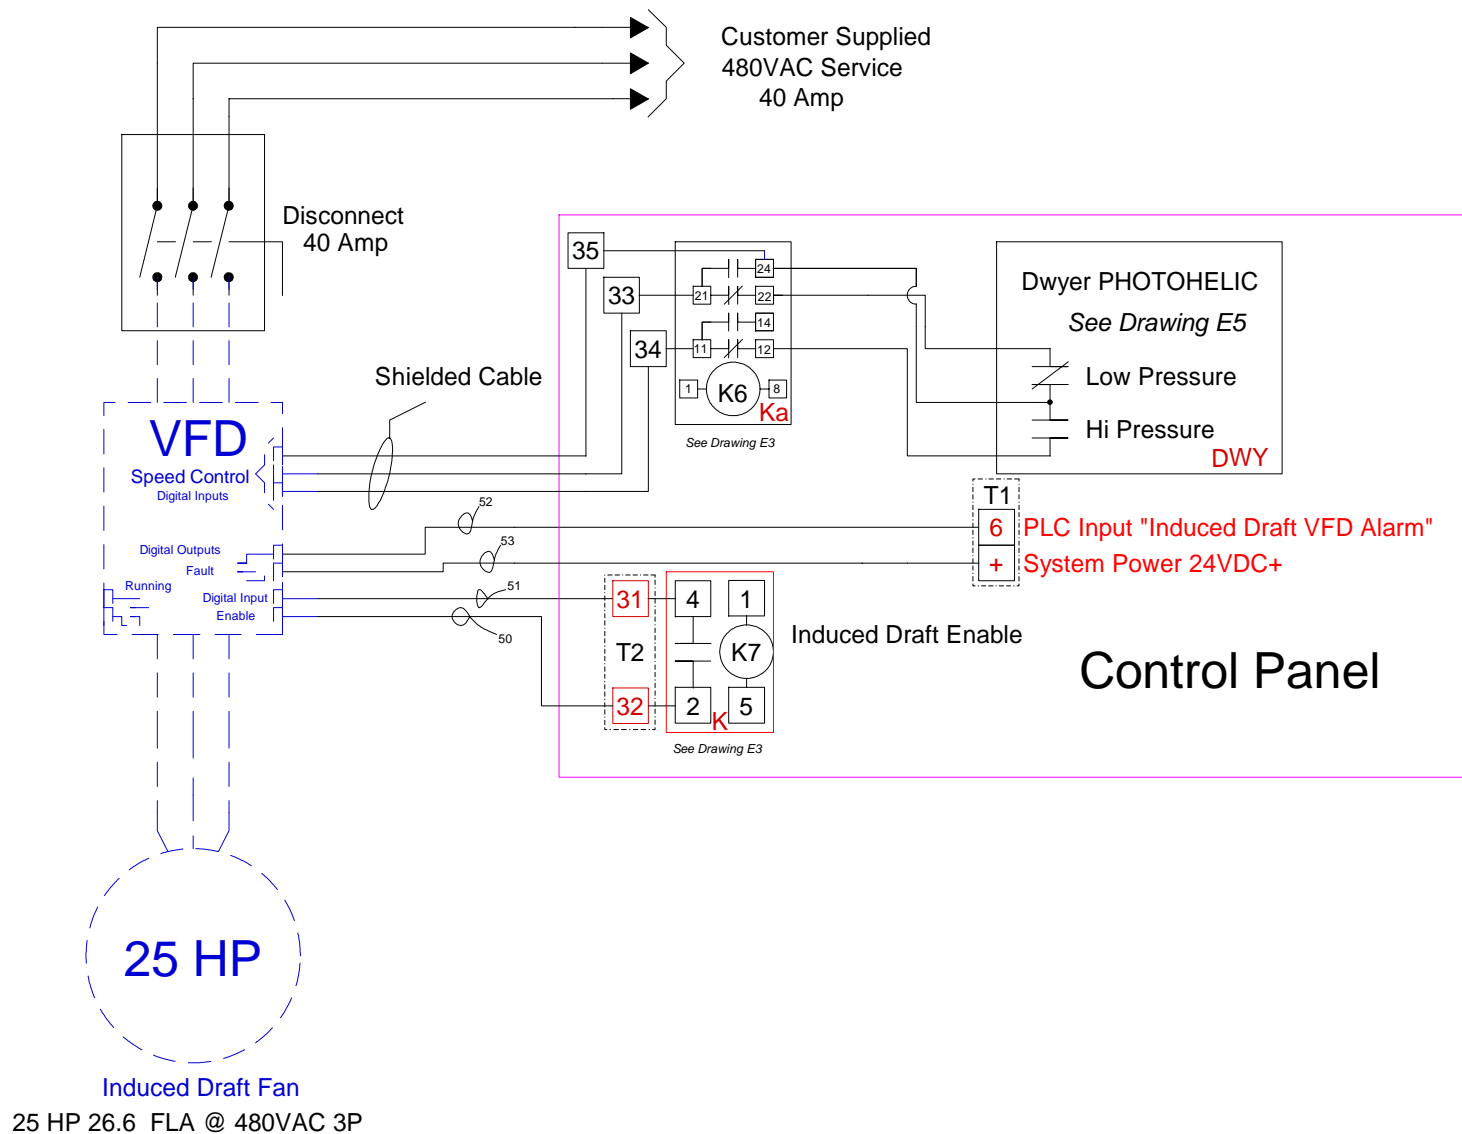 Customer Supplied
480VAC Service
40 Amp
Disconnect
40 Amp
35
24
33
21
22
14
34
11
12
1
K6
8
Ka
See Drawing E3
Dwyer PHOTOHELIC
See Drawing E5
Low Pressure
Hi Pressure
DWY
Shielded Cable
VFD
Speed Control
Digital Inputs
52
T1
6
PLC Input "Induced Draft VFD Alarm"
+
System Power 24VDC+
Digital Outputs
Fault
53
Running
Digital Input
Enable
51
50
31
T2
32
4
1
K7
2
K
5
See Drawing E3
Induced Draft Enable
Control Panel
25 HP
Induced Draft Fan
25 HP 26.6 FLA @ 480VAC 3P